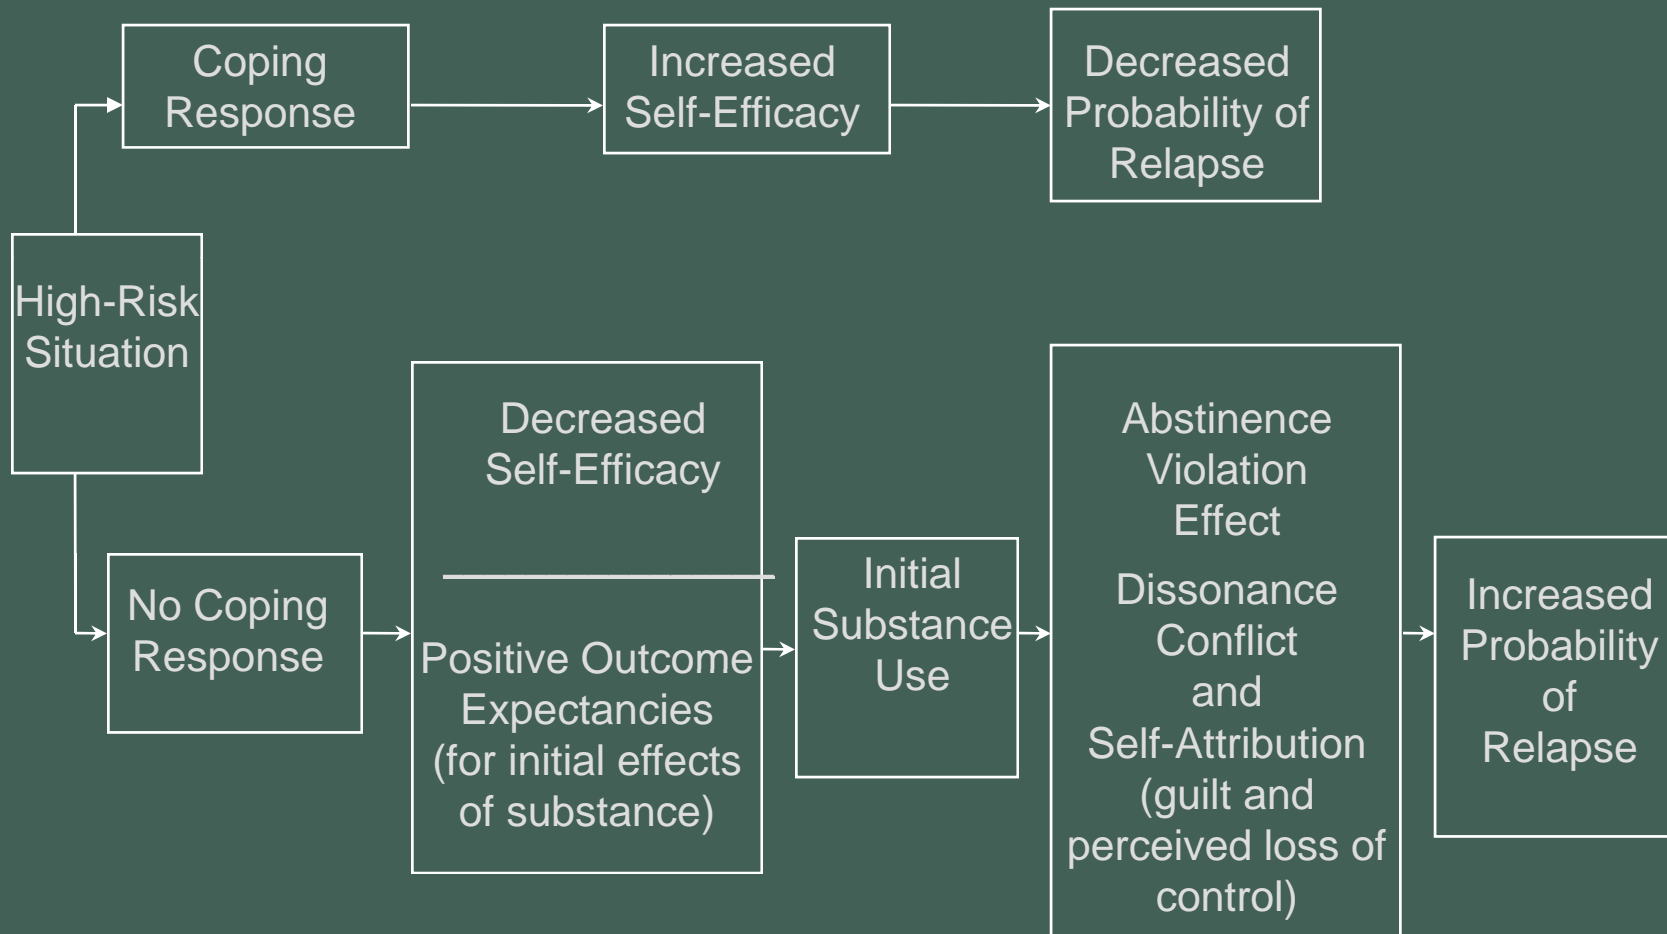 Coping
Response
Increased
Self-Efficacy
Decreased
Probability of
Relapse
High-Risk
Situation
No Coping
Response
Decreased
Self-Efficacy
Positive Outcome
Expectancies
(for initial effects
of substance)
Initial
Substance
Use
Abstinence
Violation
Effect
Dissonance
Conflict
and
Self-Attribution
(guilt and
perceived loss of
control)
Increased
Probability
of
Relapse